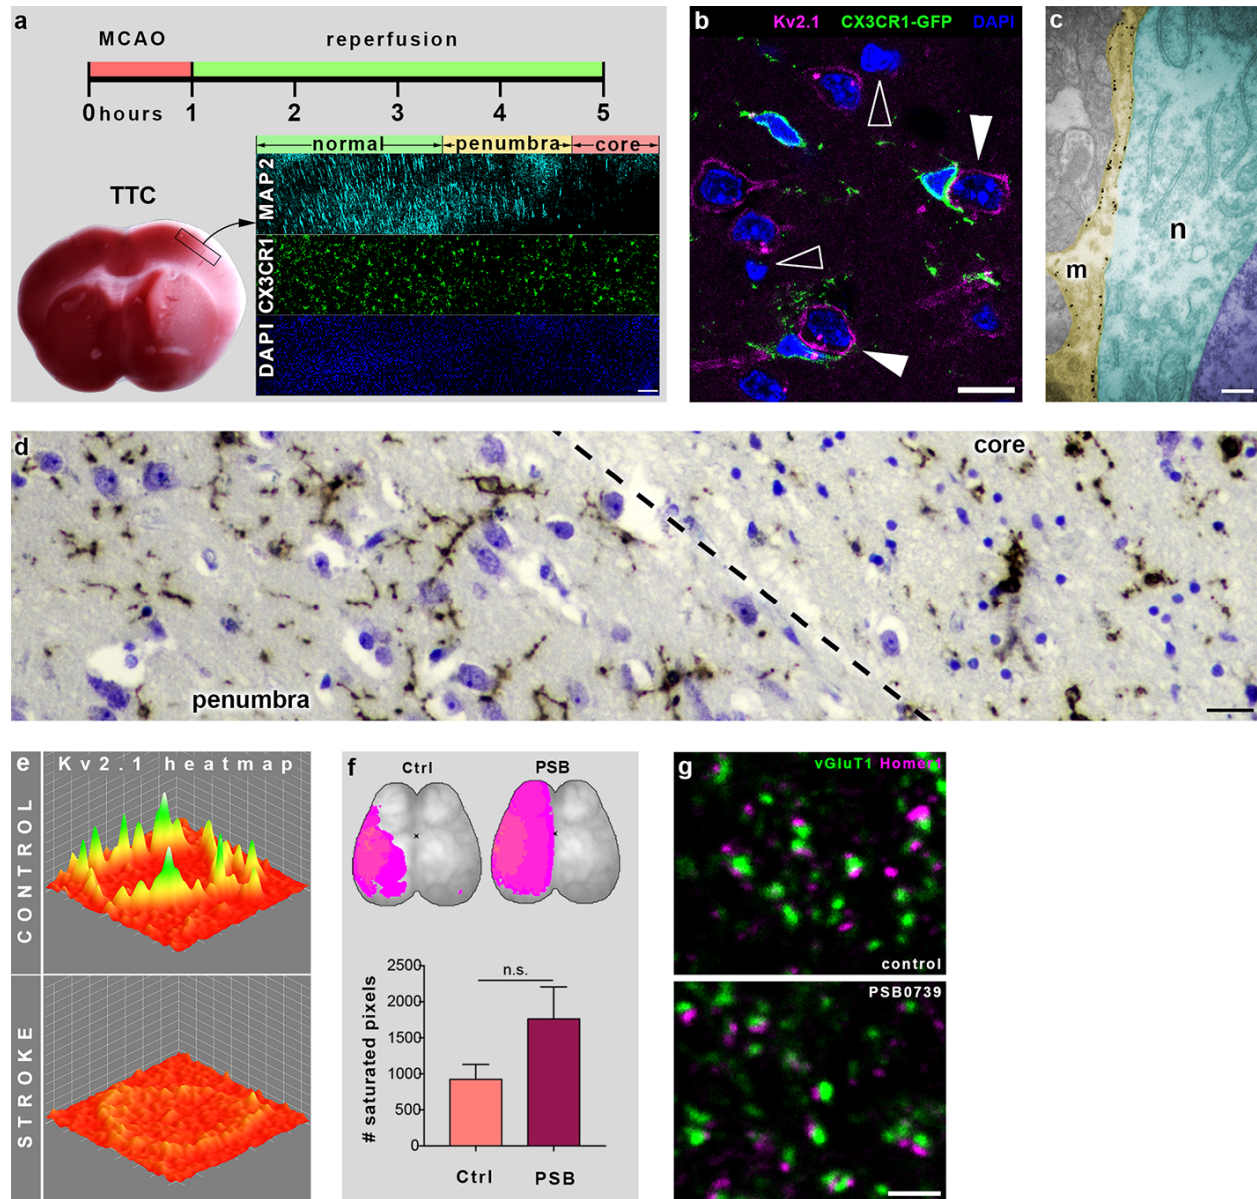 a
MCAO reperfusion
0 hours 1 2 3 4 5
normal penumbra core
TTC
MAP2
CX3CR1
DAPI
b Kv2.1 CX3CR1-GFP DAPI
c
m n
d core
penumbra
e Kv2.1 heatmap
CONTROL
STROKE
f Ctrl PSB
n.s.
# saturated pixels
2500
2000
1500
1000
500
0
Ctrl PSB
g vGluT1 Homer1
control
PSB0739